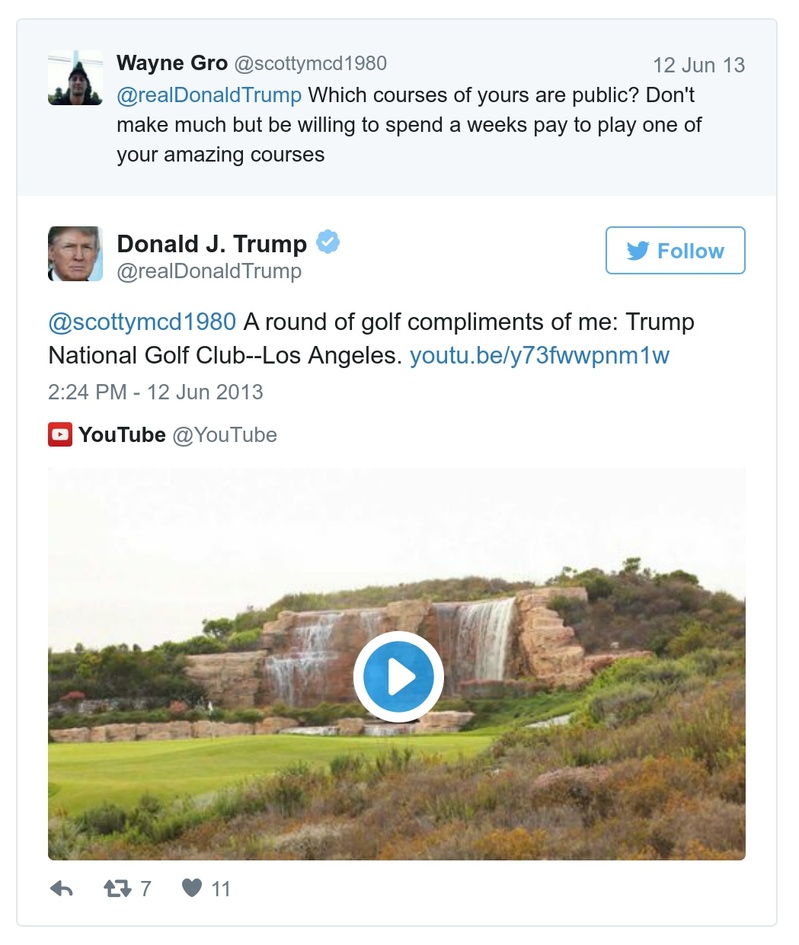 Wayne Gro @scottymcd1980 12 Jun 13
@realDonaldTrump Which courses of yours are public? Don't
make much but be willing to spend a weeks pay to play one of
your amazing courses
Donald J. Trump
Follow
@realDonaldTrump
@scottymcd1980 A round of golf compliments of me: Trump
National Golf Club--Los Angeles. youtu.be/y73fwwpnm1w
2:24 PM - 12 Jun 2013
YouTube @YouTube
7 11